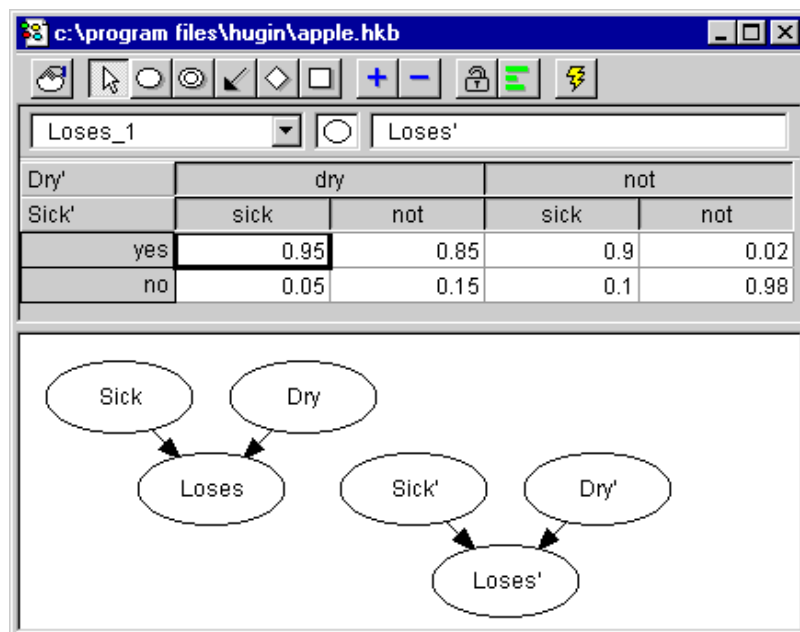 c:\program files\hugin\apple.hkb
Loses_1 Loses'
Dry' dry not
Sick' sick not sick not
yes 0.95 0.85 0.9 0.02
no 0.05 0.15 0.1 0.98
Sick Dry
Loses Sick' Dry'
Loses'